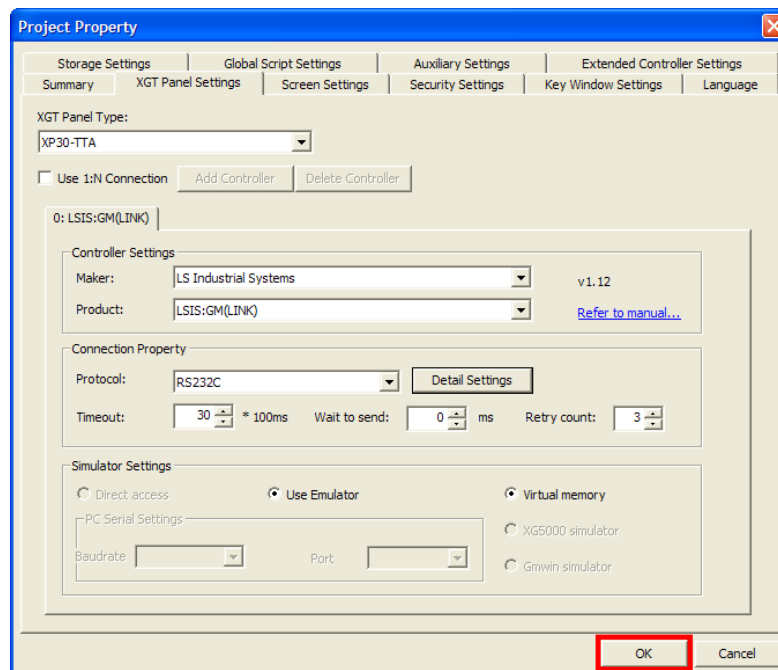 Project Property
Storage Settings Global Script Settings Auxiliary Settings Extended Controller Settings
Summary XGT Panel Settings Screen Settings Security Settings Key Window Settings Language
XGT Panel Type:
XP30-TTA
Use 1:N Connection Add Controller Delete Controller
0: LSIS:GM(LINK)
Controller Settings
Maker: LS Industrial Systems v1.12
Product: LSIS:GM(LINK) Refer to manual...
Connection Property
Protocol: RS232C Detail Settings
Timeout: 30 * 100ms Wait to send: 0 ms Retry count: 3
Simulator Settings
Direct access Use Emulator Virtual memory
PC Serial Settings
XG5000 simulator
Baudrate Port
Gmwin simulator
OK Cancel